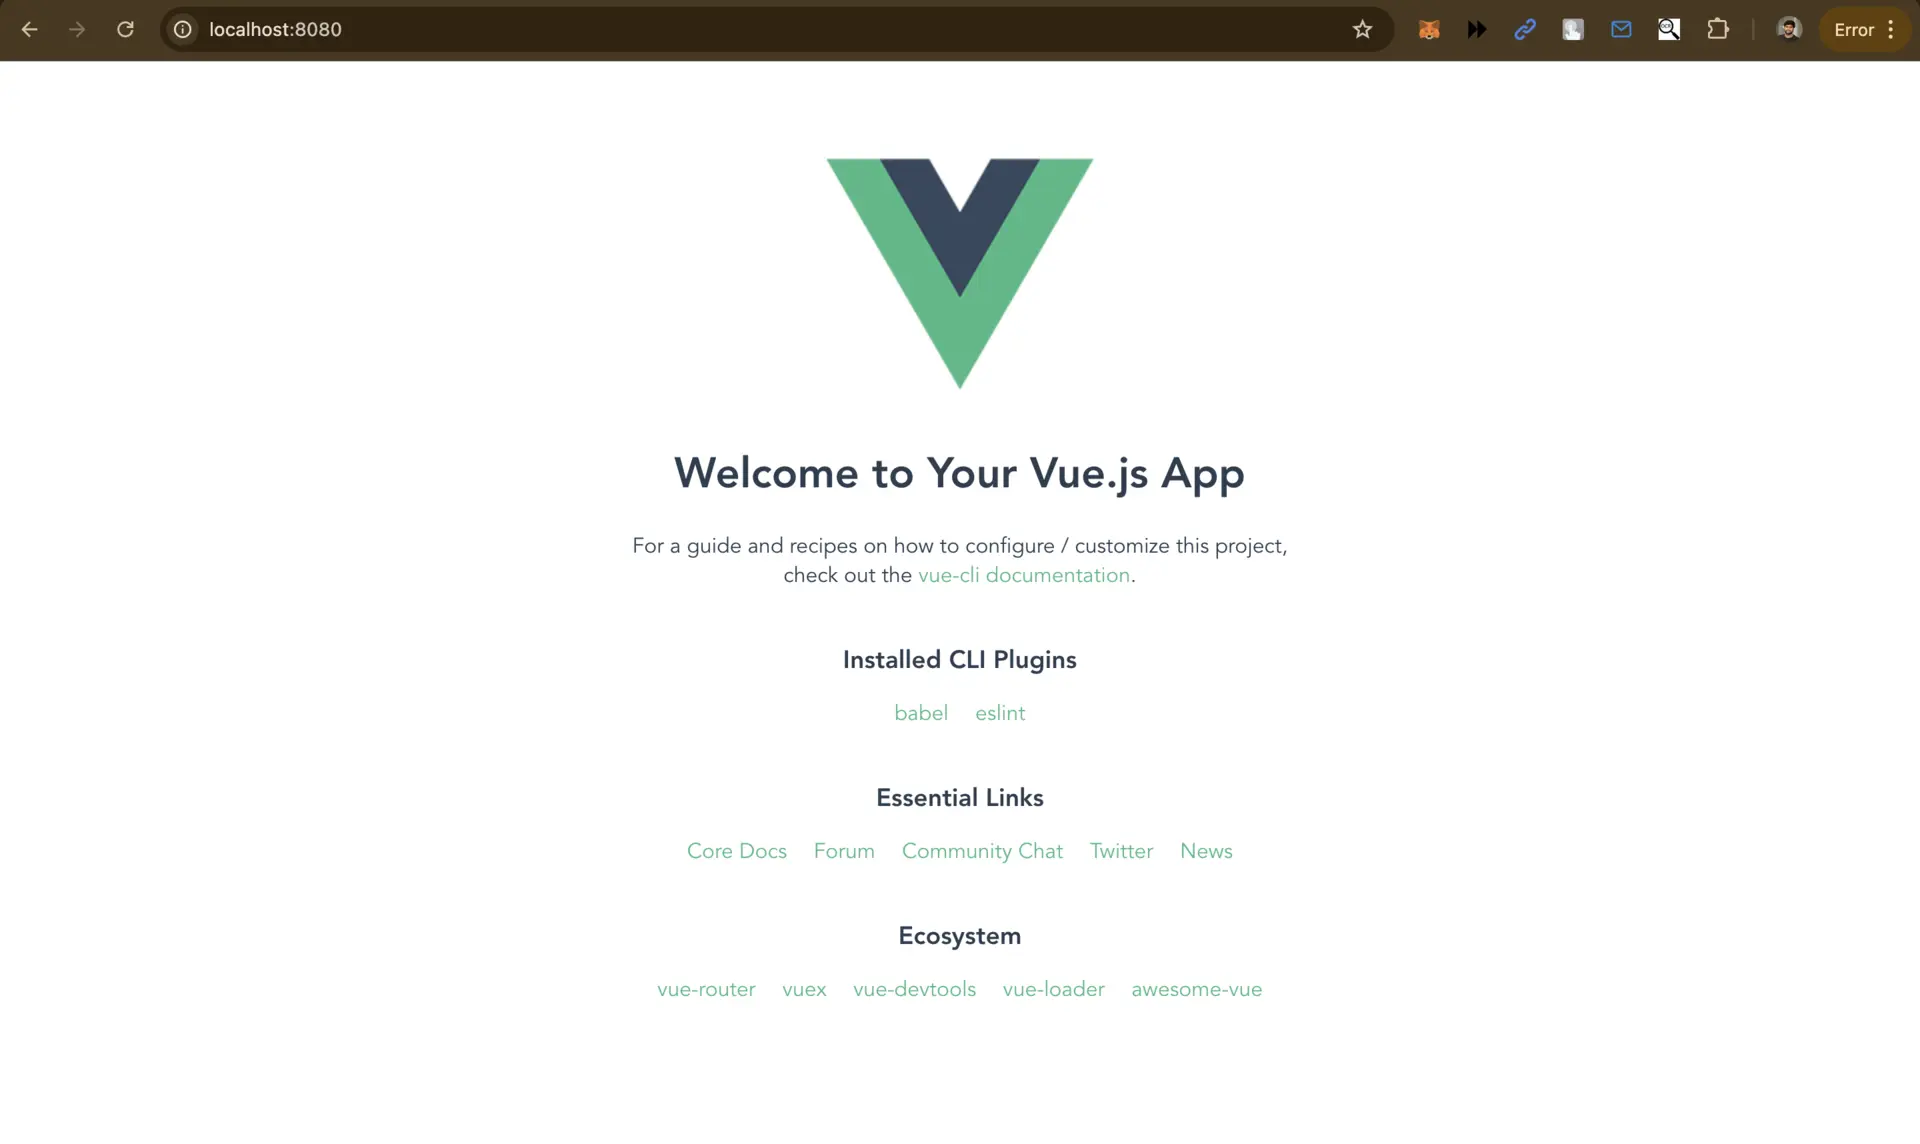 localhost:8080
Error
Welcome to Your Vue.js App
For a guide and recipes on how to configure / customize this project,
check out the vue-cli documentation.
Installed CLI Plugins
babel eslint
Essential Links
Core Docs Forum Community Chat Twitter News
Ecosystem
vue-router vuex vue-devtools vue-loader awesome-vue